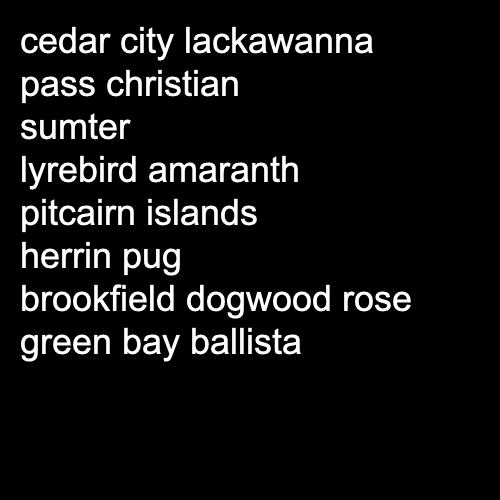 cedar city lackawanna
pass christian
sumter
lyrebird amaranth
pitcairn islands
herrin pug
brookfield dogwood rose
green bay ballista